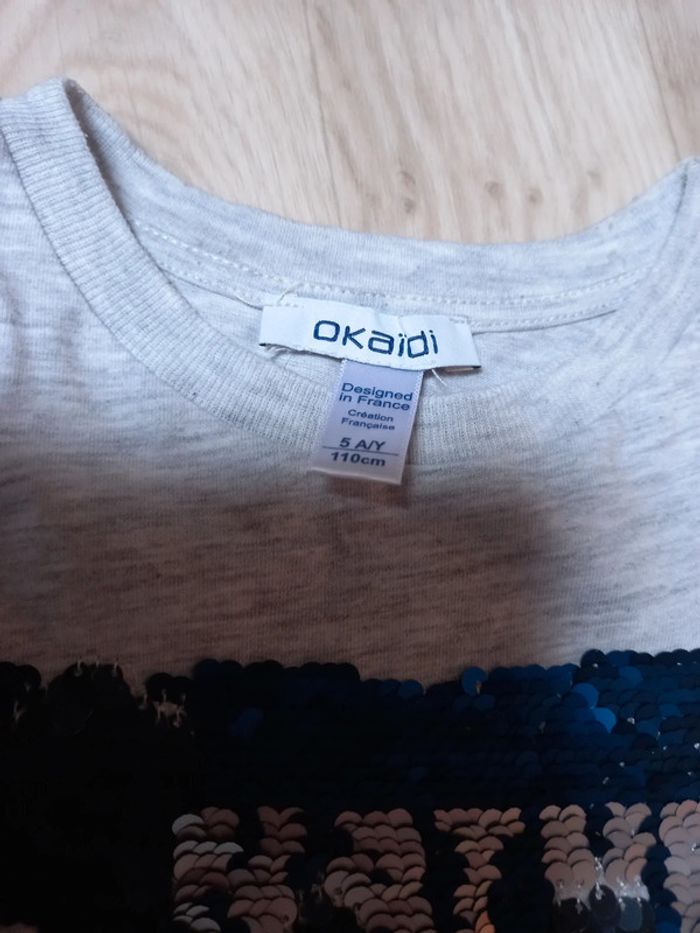 okaïdi
Designed
in France
Création
Française
5 A/Y
110cm